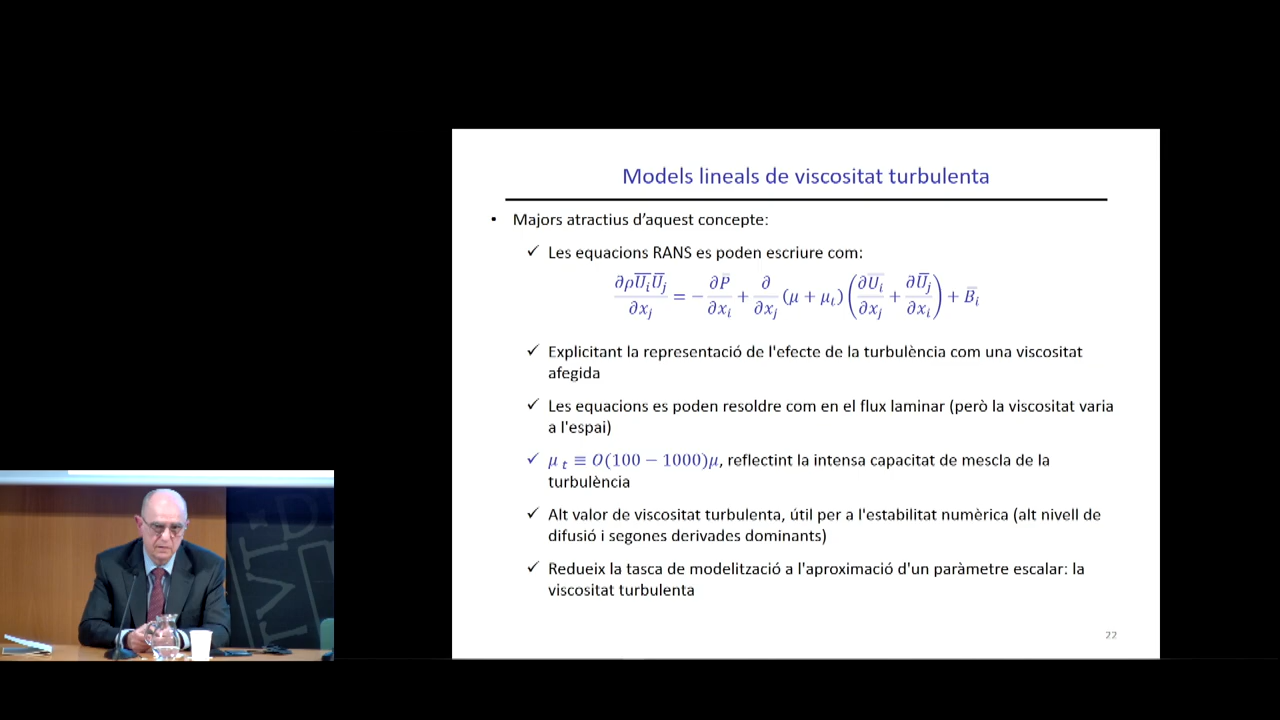 Models lineals de viscositat turbulenta
• Majors atractius d'aquest concepte:
✓ Les equacions RANS es poden escriure com:
∂ρU̅ᵢU̅ⱼ/∂xⱼ = − ∂P̅/∂xᵢ + ∂/∂xⱼ (μ + μₜ) (∂U̅ᵢ/∂xⱼ + ∂U̅ⱼ/∂xᵢ) + B̅ᵢ
✓ Explicitant la representació de l'efecte de la turbulència com una viscositat
afegida
✓ Les equacions es poden resoldre com en el flux laminar (però la viscositat varia
a l'espai)
✓ μ ₜ ≡ O(100 − 1000)μ, reflectint la intensa capacitat de mescla de la
turbulència
✓ Alt valor de viscositat turbulenta, útil per a l'estabilitat numèrica (alt nivell de
difusió i segones derivades dominants)
✓ Redueix la tasca de modelització a l'aproximació d'un paràmetre escalar: la
viscositat turbulenta
22